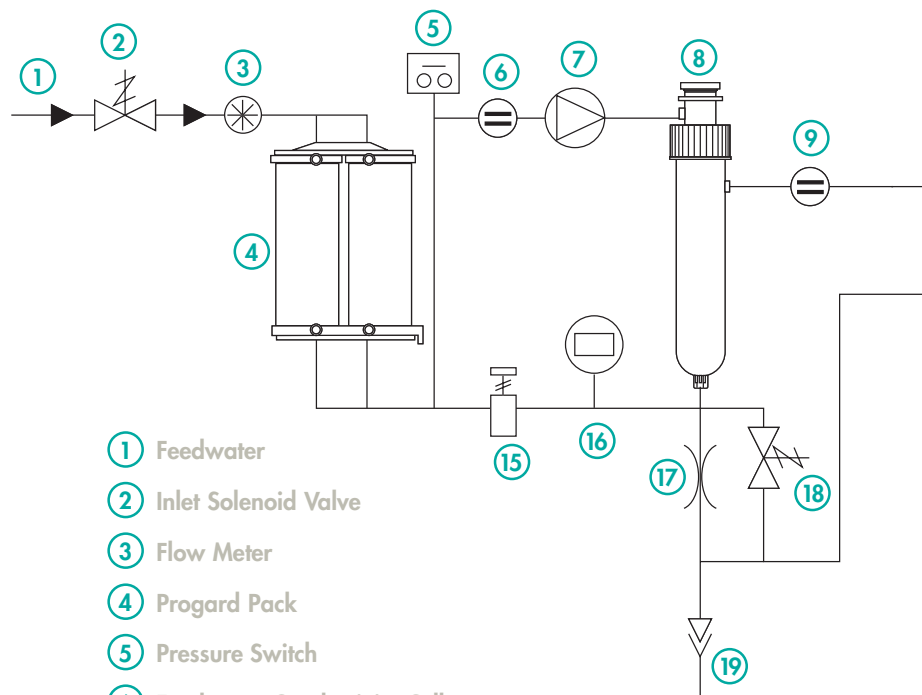 1
2
3
4
5
6
7
8
9
15
16
17
18
19
1 Feedwater
2 Inlet Solenoid Valve
3 Flow Meter
4 Progard Pack
5 Pressure Switch